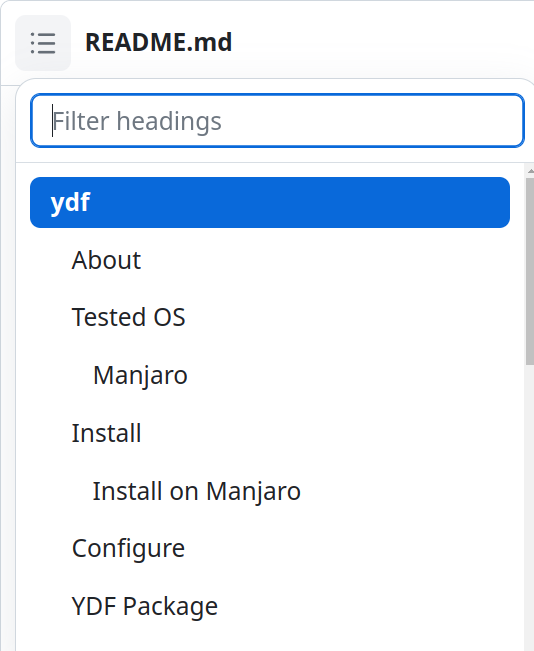 README.md
Filter headings
ydf
About
Tested OS
Manjaro
Install
Install on Manjaro
Configure
YDF Package